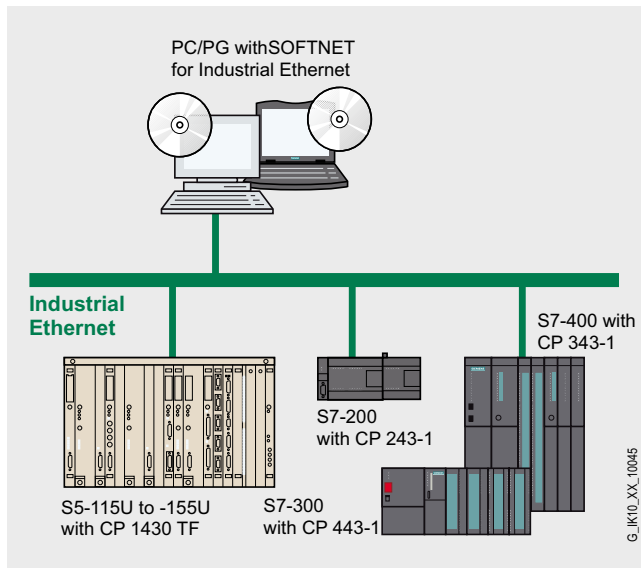 PC/PG withSOFTNET
for Industrial Ethernet
Industrial
Ethernet
S7-400 with
CP 343-1
S7-200
with CP 243-1
S5-115U to -155U
with CP 1430 TF
S7-300
with CP 443-1
G_IK10_XX_10045